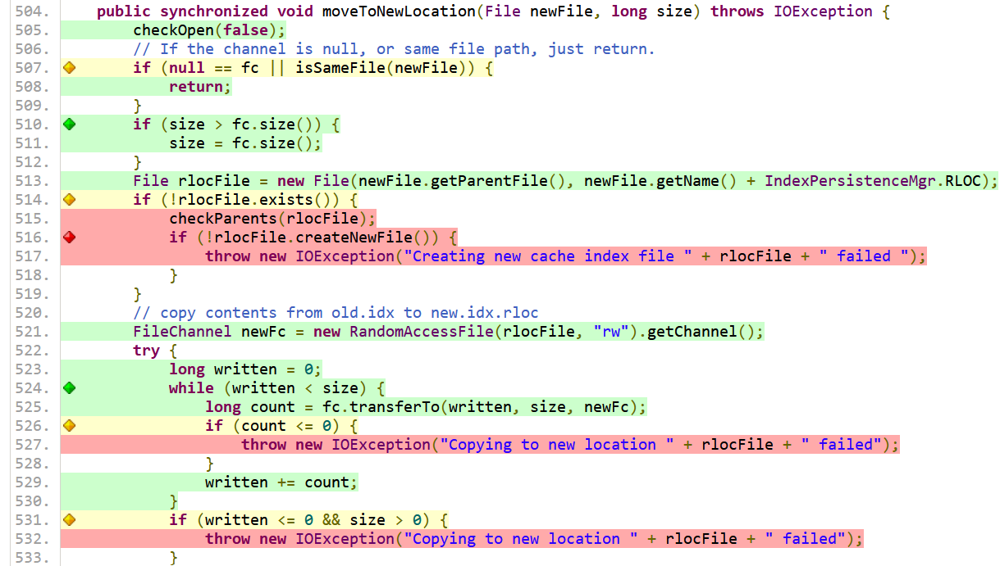 504.     public synchronized void moveToNewLocation(File newFile, long size) throws IOException {
505.         checkOpen(false);
506.         // If the channel is null, or same file path, just return.
507.         if (null == fc || isSameFile(newFile)) {
508.             return;
509.         }
510.         if (size > fc.size()) {
511.             size = fc.size();
512.         }
513.         File rlocFile = new File(newFile.getParentFile(), newFile.getName() + IndexPersistenceMgr.RLOC);
514.         if (!rlocFile.exists()) {
515.             checkParents(rlocFile);
516.             if (!rlocFile.createNewFile()) {
517.                 throw new IOException("Creating new cache index file " + rlocFile + " failed ");
518.             }
519.         }
520.         // copy contents from old.idx to new.idx.rloc
521.         FileChannel newFc = new RandomAccessFile(rlocFile, "rw").getChannel();
522.         try {
523.             long written = 0;
524.             while (written < size) {
525.                 long count = fc.transferTo(written, size, newFc);
526.                 if (count <= 0) {
527.                     throw new IOException("Copying to new location " + rlocFile + " failed");
528.                 }
529.                 written += count;
530.             }
531.             if (written <= 0 && size > 0) {
532.                 throw new IOException("Copying to new location " + rlocFile + " failed");
533.             }